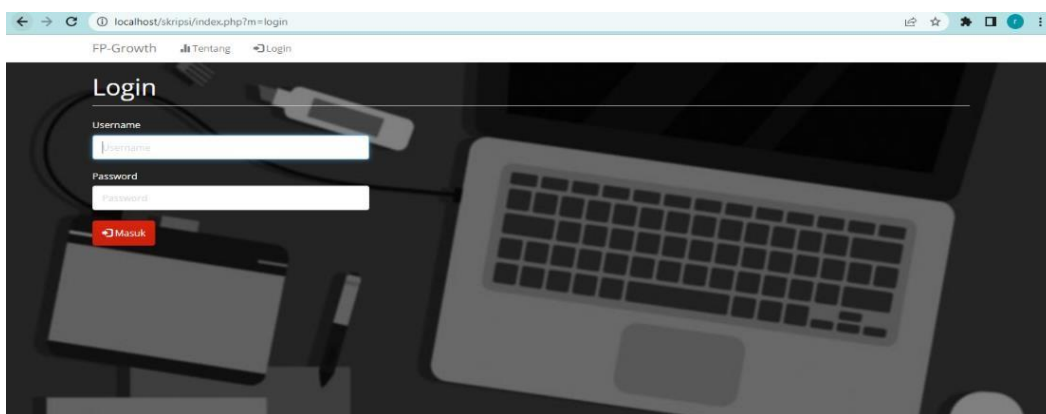 localhost/skripsi/index.php?m=login
FP-Growth Tentang Login
Login
Username
Username
Password
Password
Masuk